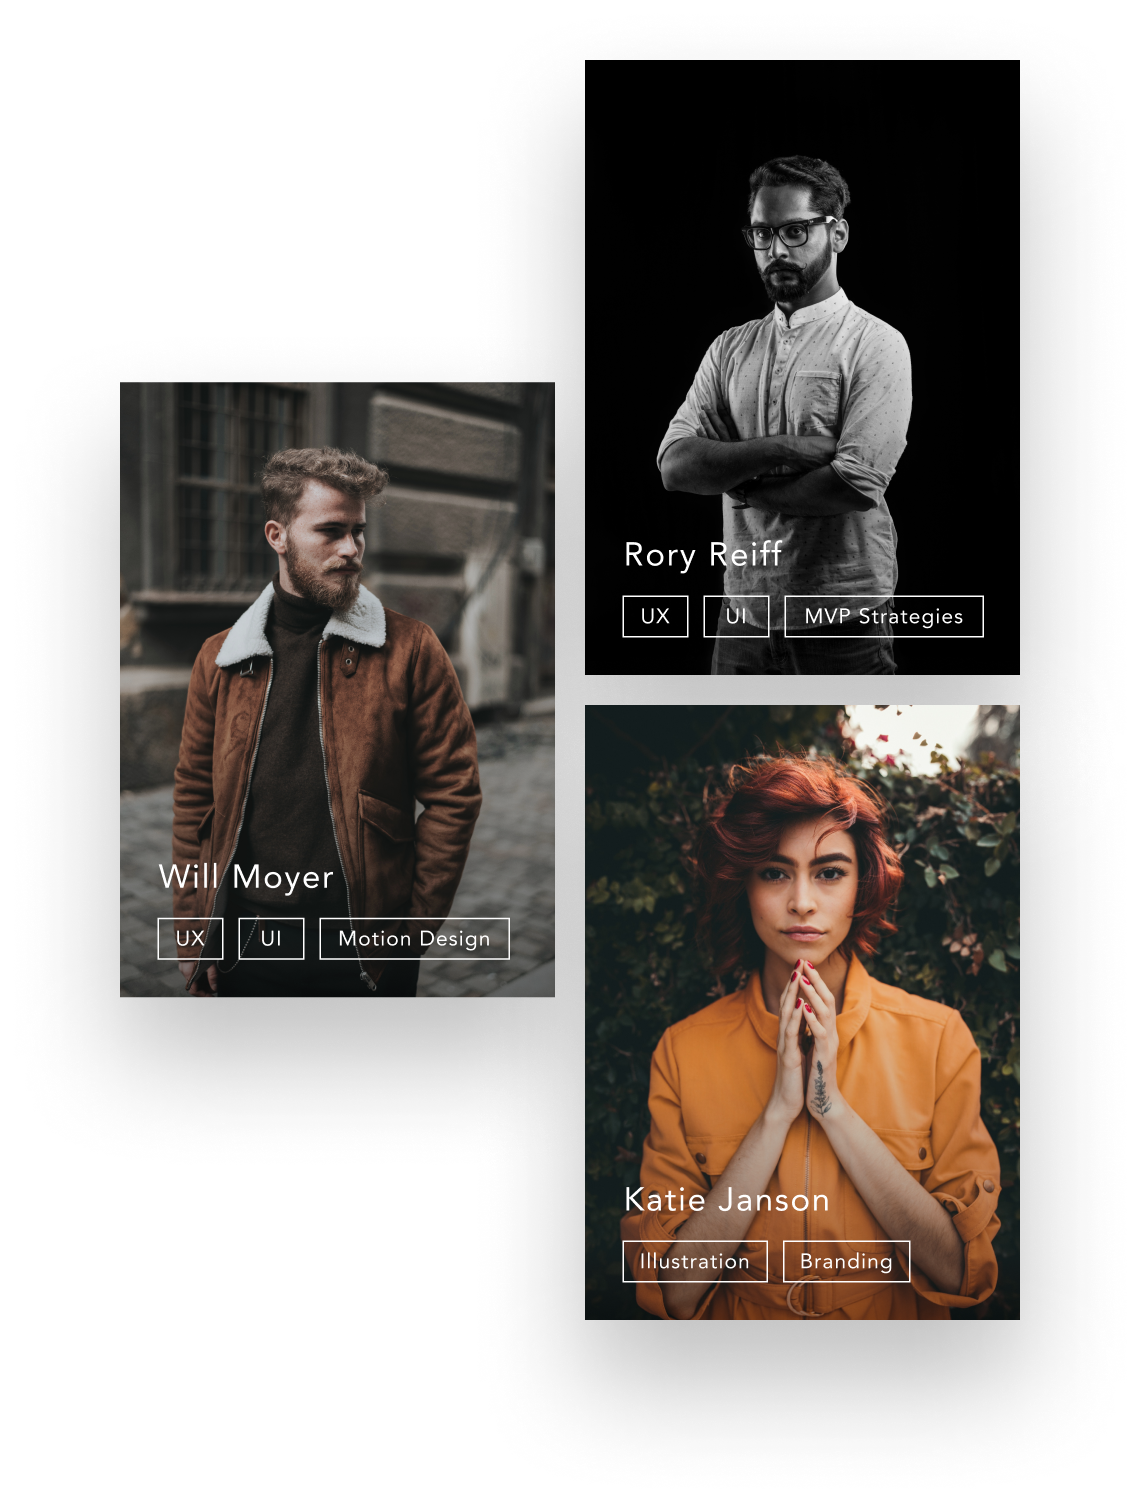 Rory Reiff
UX UI MVP Strategies
Will Moyer
UX UI Motion Design
Katie Janson
Illustration Branding